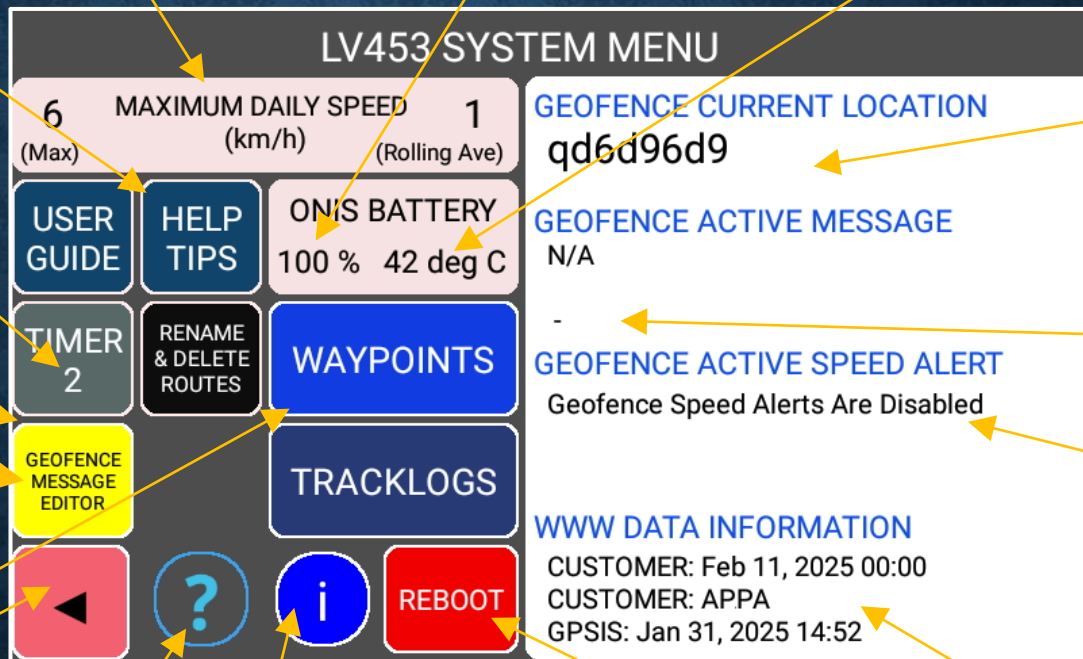 LV453 SYSTEM MENU
6 MAXIMUM DAILY SPEED 1
(Max) (km/h) (Rolling Ave)
USER
GUIDE
HELP
TIPS
ONIS BATTERY
100 % 42 deg C
TIMER
2
RENAME
& DELETE
ROUTES
WAYPOINTS
GEOFENCE
MESSAGE
EDITOR
TRACKLOGS
◀
?
i
REBOOT
GEOFENCE CURRENT LOCATION
qd6d96d9
GEOFENCE ACTIVE MESSAGE
N/A
-
GEOFENCE ACTIVE SPEED ALERT
Geofence Speed Alerts Are Disabled
WWW DATA INFORMATION
CUSTOMER: Feb 11, 2025 00:00
CUSTOMER: APPA
GPSIS: Jan 31, 2025 14:52